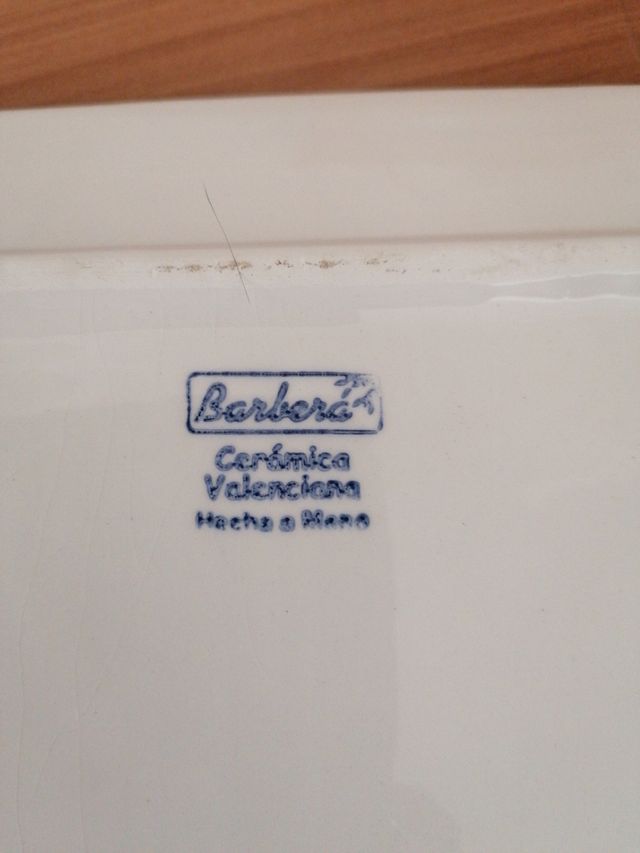 Barberá
Cerámica
Valenciana
Hecho a Mano